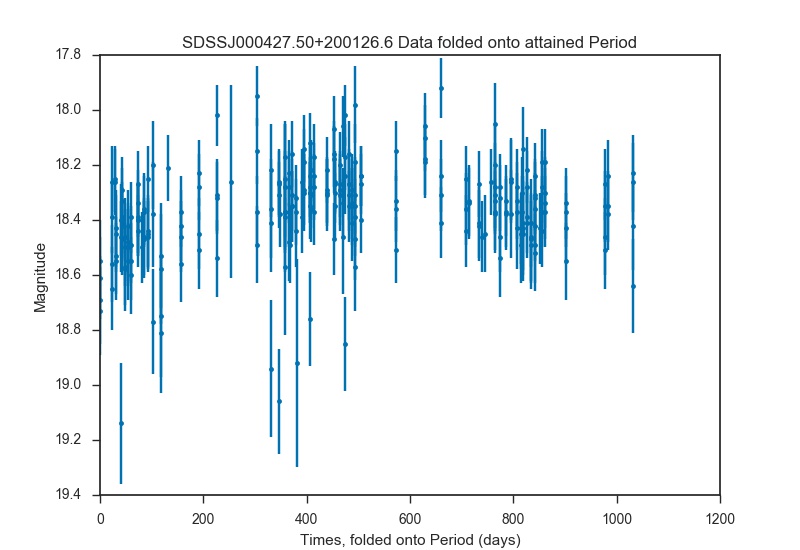 SDSSJ000427.50+200126.6 Data folded onto attained Period
17.8
18.0
18.2
18.4
18.6
18.8
19.0
19.2
19.4
Magnitude
0 200 400 600 800 1000 1200
Times, folded onto Period (days)